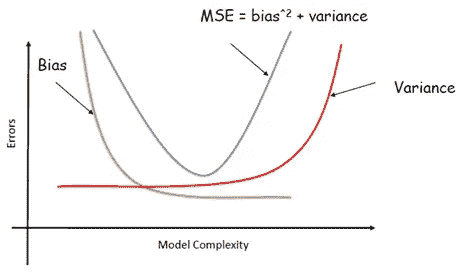 MSE = bias^2 + variance
Bias
Variance
Errors
Model Complexity